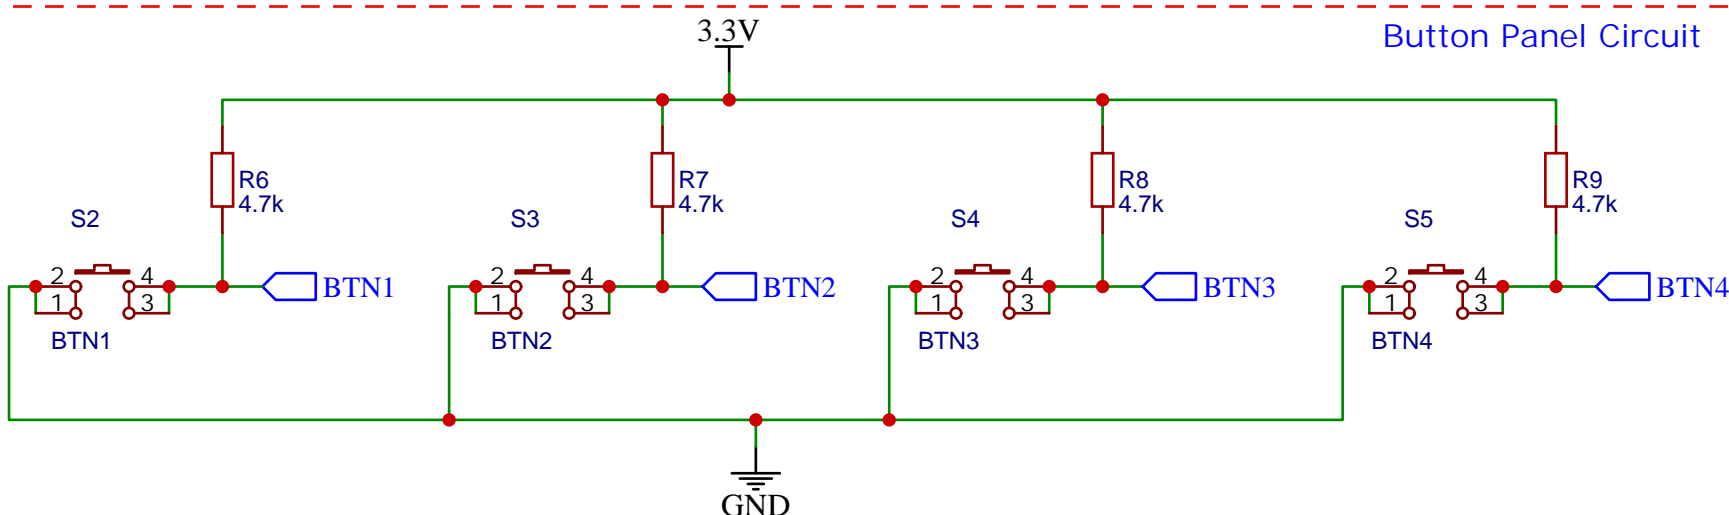 3.3V
Button Panel Circuit
R6
4.7k
R7
4.7k
R8
4.7k
R9
4.7k
S2
S3
S4
S5
2 4
1 3
BTN1
BTN1
2 4
1 3
BTN2
BTN2
2 4
1 3
BTN3
BTN3
2 4
1 3
BTN4
BTN4
GND